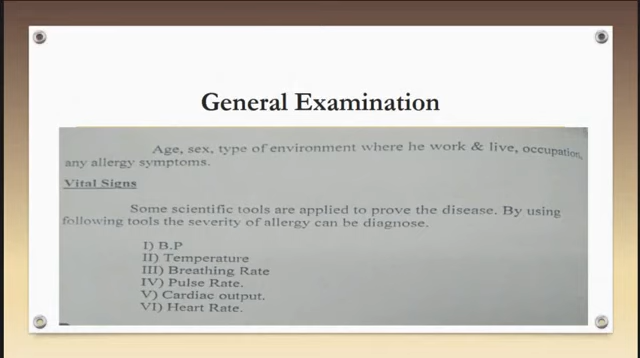 General Examination
Age, sex, type of environment where he work & live, occupation,
any allergy symptoms.
Vital Signs
Some scientific tools are applied to prove the disease. By using
following tools the severity of allergy can be diagnose.
I) B.P
II) Temperature
III) Breathing Rate
IV) Pulse Rate.
V) Cardiac output.
VI) Heart Rate.